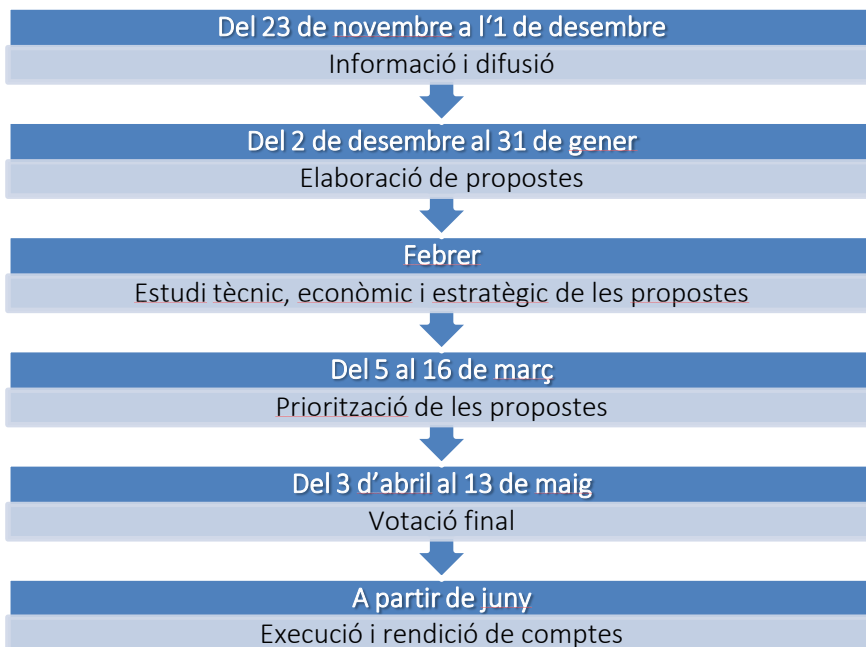 Del 23 de novembre a l‘1 de desembre
Informació i difusió
Del 2 de desembre al 31 de gener
Elaboració de propostes
Febrer
Estudi tècnic, econòmic i estratègic de les propostes
Del 5 al 16 de març
Priorització de les propostes
Del 3 d'abril al 13 de maig
Votació final
A partir de juny
Execució i rendició de comptes